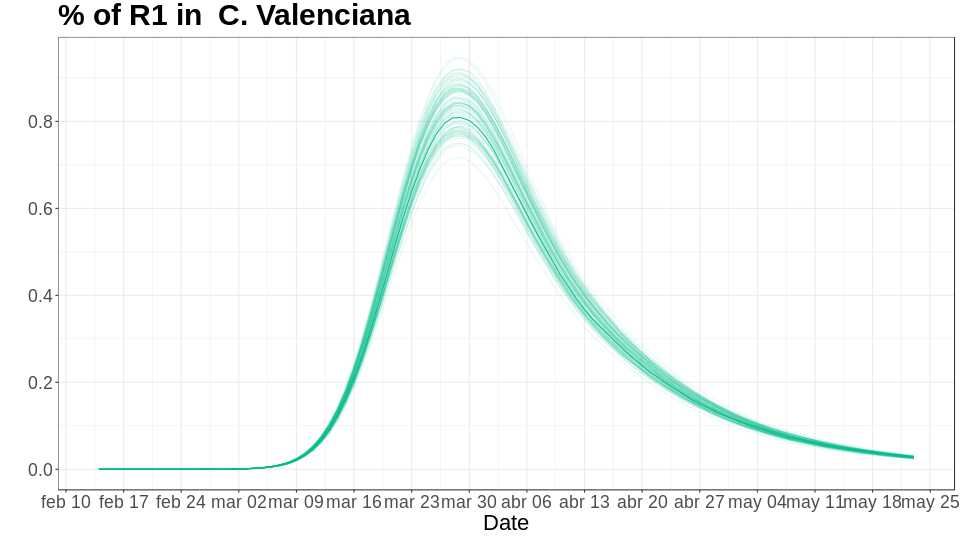 % of R1 in  C. Valenciana
0.8
0.6
0.4
0.2
0.0
feb 10 feb 17 feb 24 mar 02 mar 09 mar 16 mar 23 mar 30 abr 06 abr 13 abr 20 abr 27 may 04 may 11 may 18 may 25
Date